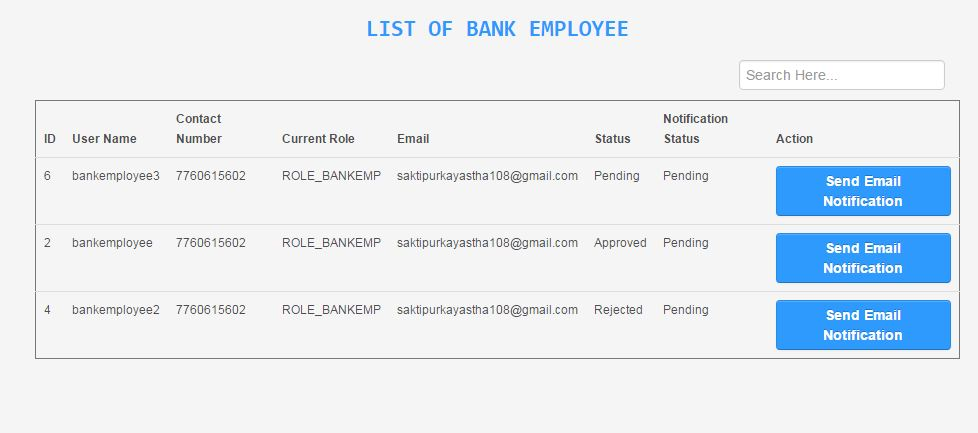 LIST OF BANK EMPLOYEE
Search Here...
Contact Notification
ID User Name Number Current Role Email Status Status Action
6 bankemployee3 7760615602 ROLE_BANKEMP saktipurkayastha108@gmail.com Pending Pending Send Email
Notification
2 bankemployee 7760615602 ROLE_BANKEMP saktipurkayastha108@gmail.com Approved Pending Send Email
Notification
4 bankemployee2 7760615602 ROLE_BANKEMP saktipurkayastha108@gmail.com Rejected Pending Send Email
Notification